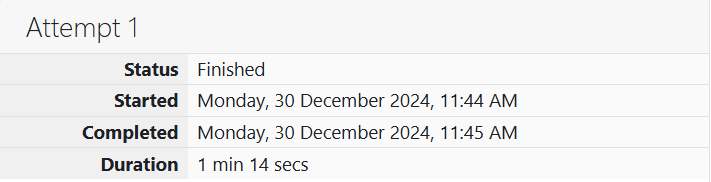 Attempt 1
Status Finished
Started Monday, 30 December 2024, 11:44 AM
Completed Monday, 30 December 2024, 11:45 AM
Duration 1 min 14 secs